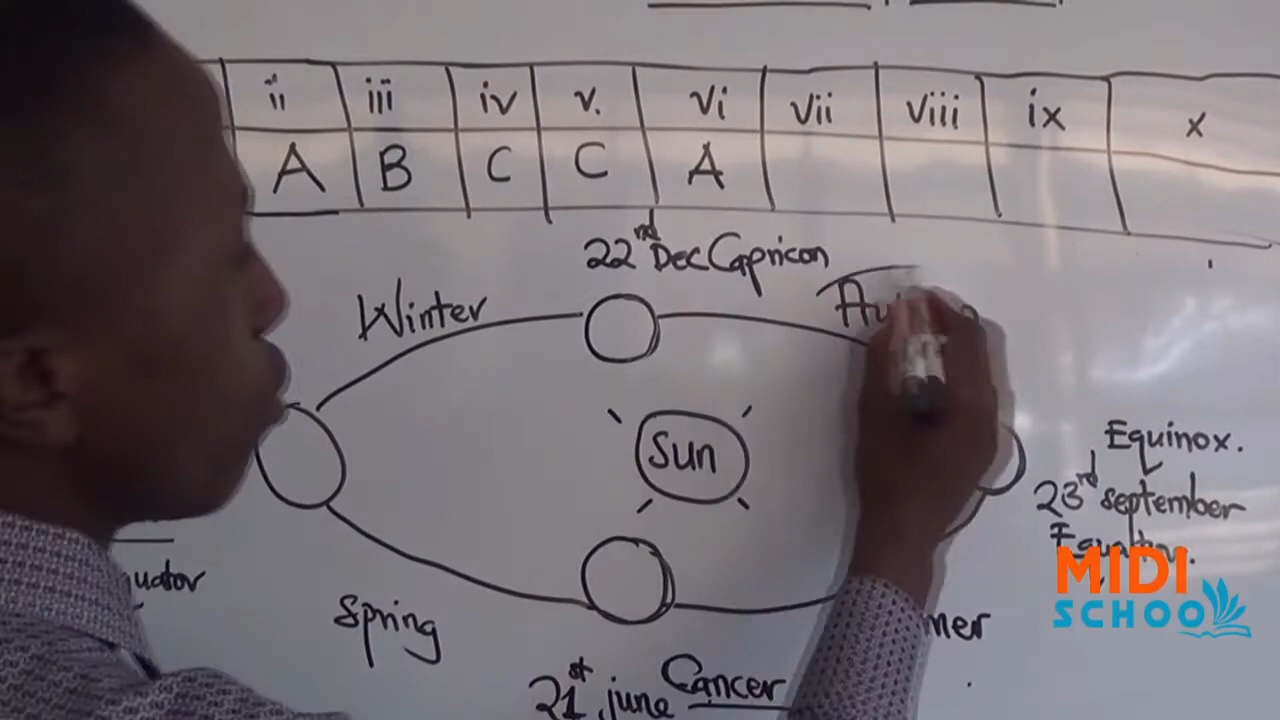 ii iii iv v. vi vii viii ix x
A B C C A
22nd Dec Capricon
Winter
Sun
Equinox.
23rd september
Spring
21st june Cancer
MIDI
SCHOO